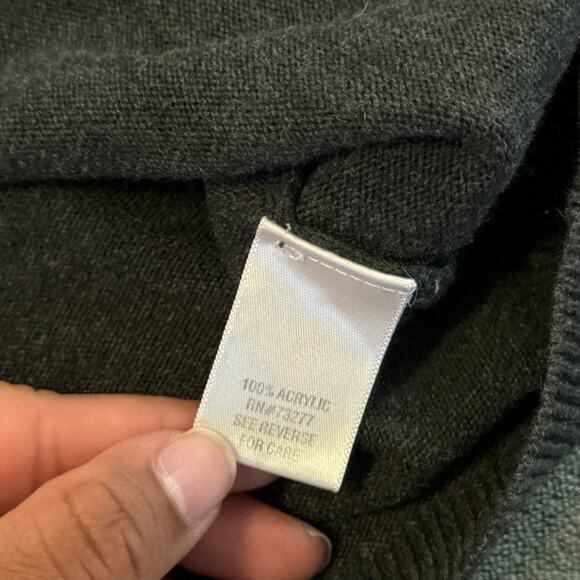 100% ACRYLIC
RN#73277
SEE REVERSE
FOR CARE